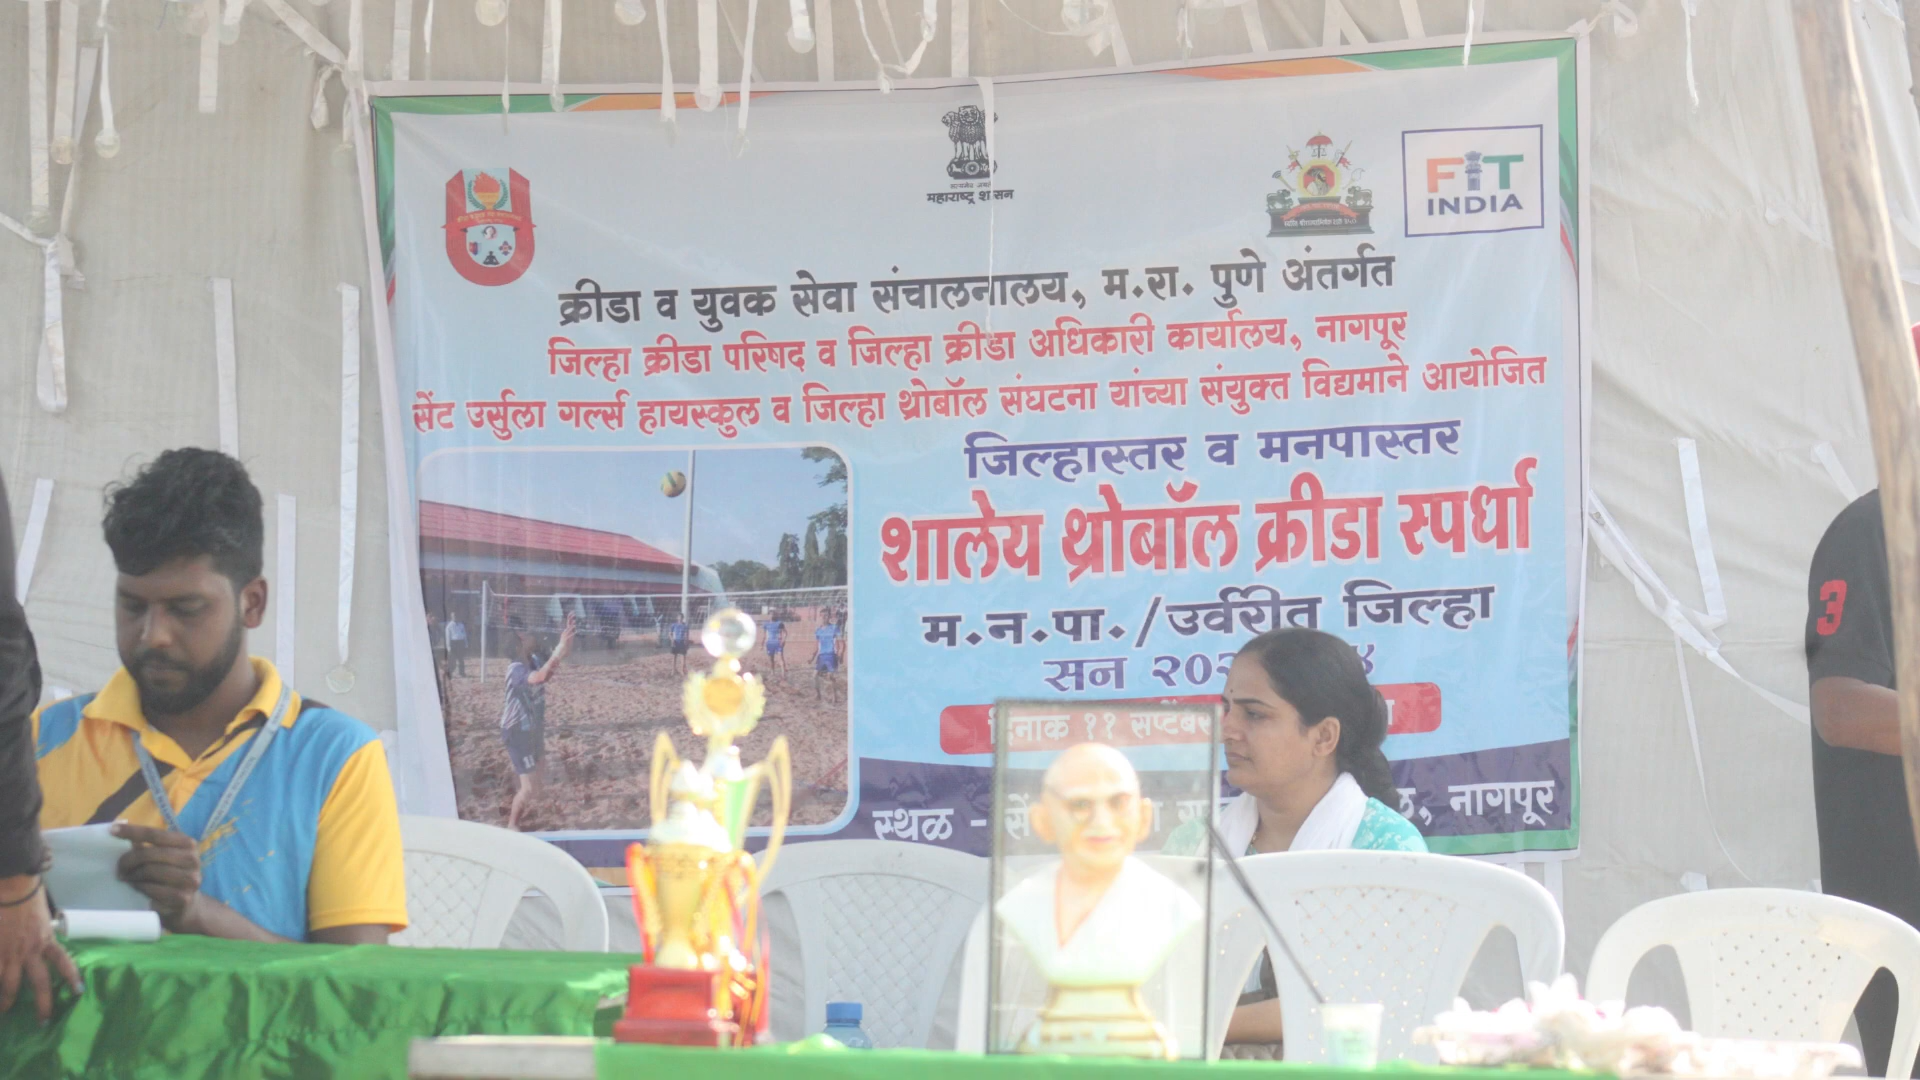 महाराष्ट्र शासन
FIT
INDIA
क्रीडा व युवक सेवा संचालनालय, म.रा. पुणे अंतर्गत
जिल्हा क्रीडा परिषद व जिल्हा क्रीडा अधिकारी कार्यालय, नागपूर
सेंट उर्सुला गर्ल्स हायस्कुल व जिल्हा थ्रोबॉल संघटना यांच्या संयुक्त विद्यमाने आयोजित
जिल्हास्तर व मनपास्तर
शालेय थ्रोबॉल क्रीडा स्पर्धा
म.न.पा./उर्वरीत जिल्हा
सन
दिनाक ११ सप्टेंबर
स्थळ - सें नागपूर
3